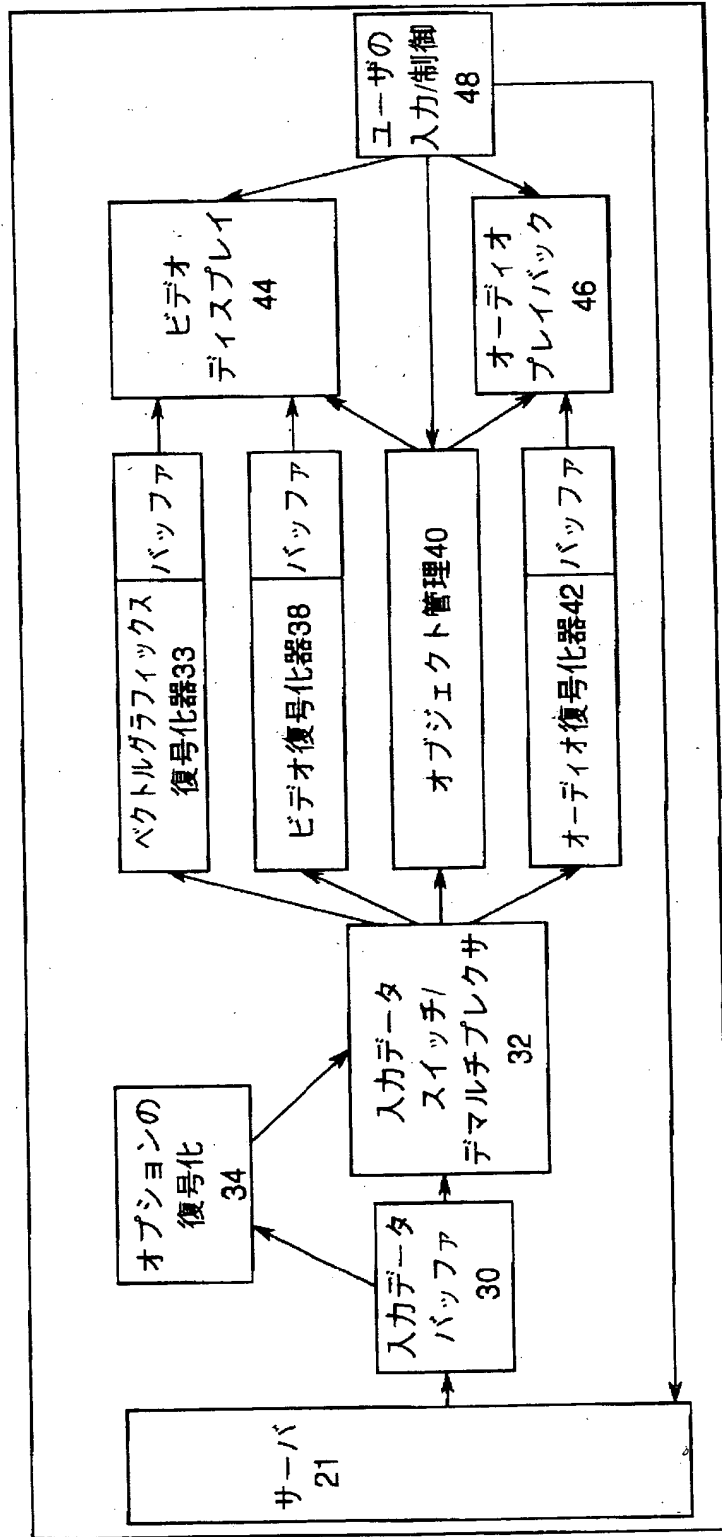 サーバ
21
入力データ
バッファ
30
オプションの
復号化
34
入力データ
スイッチ/
デマルチプレクサ
32
ベクトルグラフィックス
復号化器33
バッファ
ビデオ復号化器38
バッファ
オブジェクト管理40
オーディオ復号化器42
バッファ
ビデオ
ディスプレイ
44
オーディオ
プレイバック
46
ユーザの
入力/制御
48